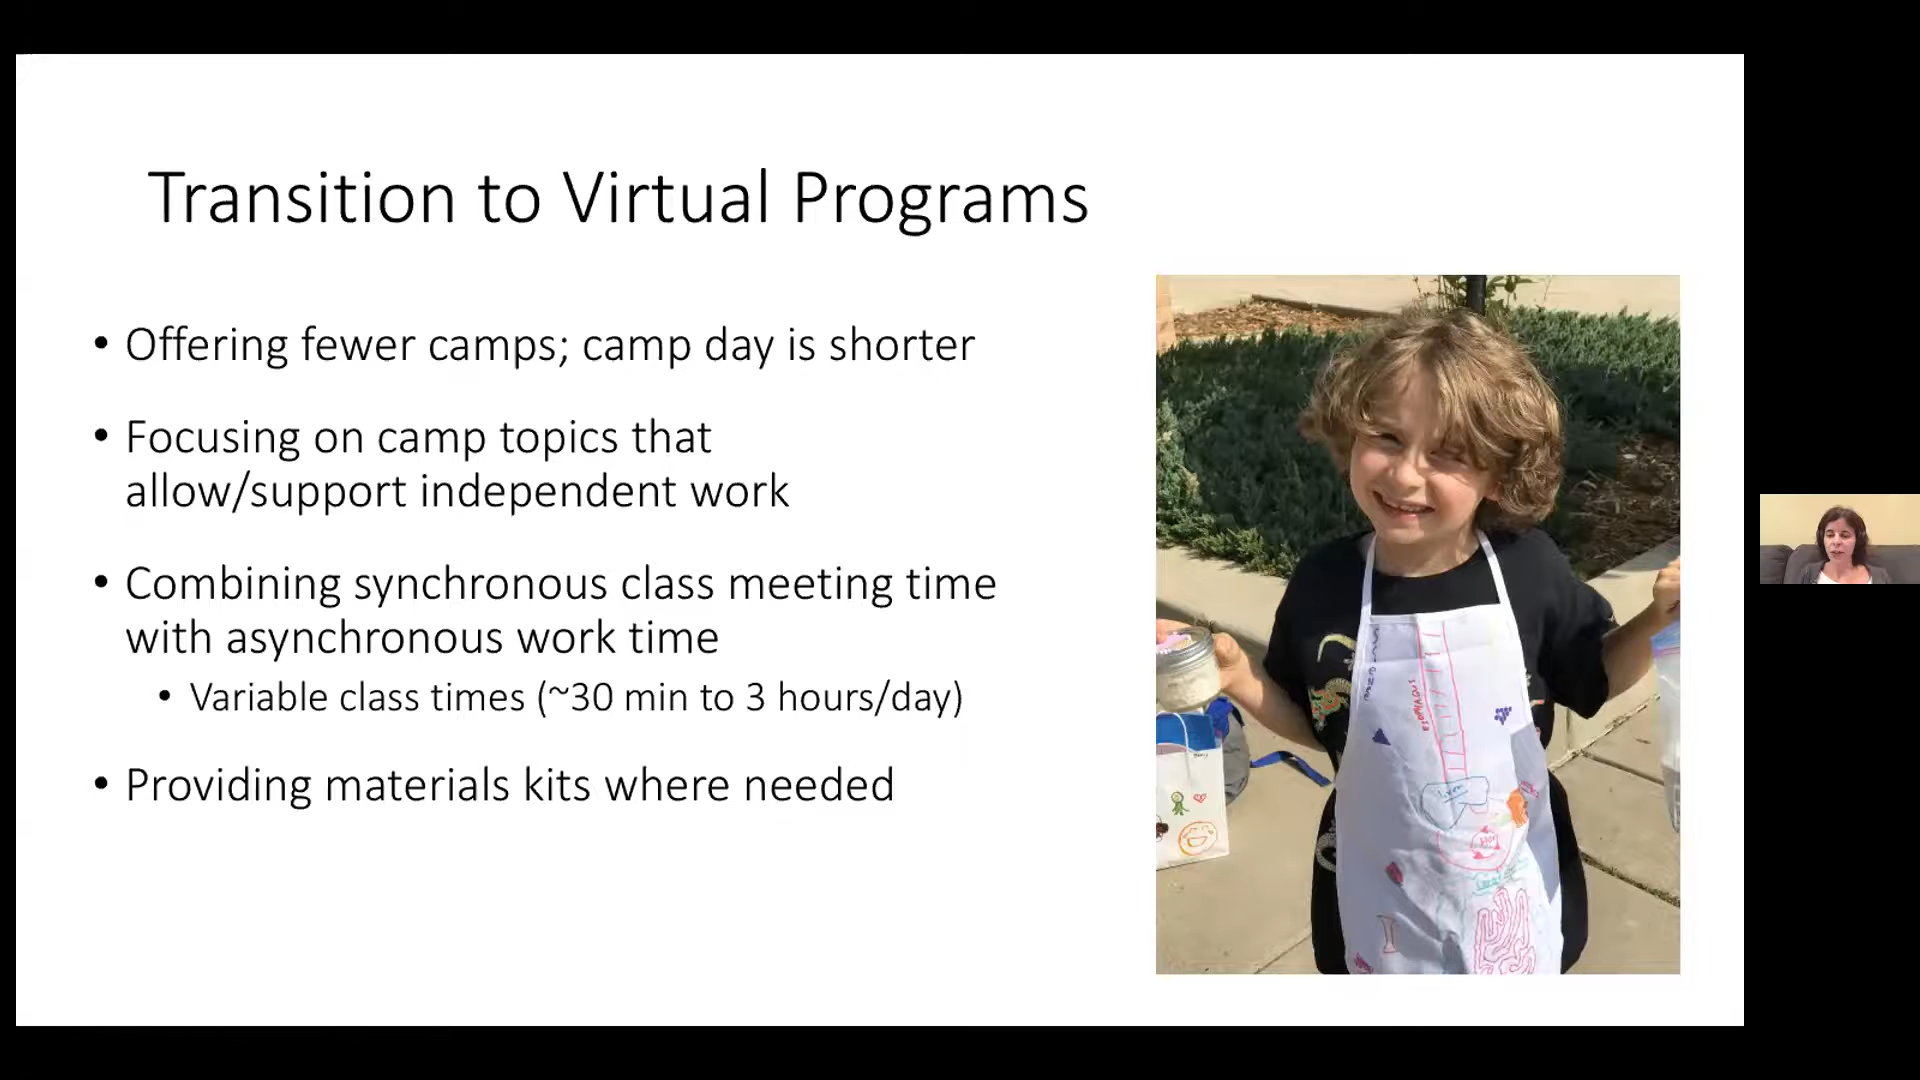 Transition to Virtual Programs
• Offering fewer camps; camp day is shorter
• Focusing on camp topics that
allow/support independent work
• Combining synchronous class meeting time
with asynchronous work time
• Variable class times (~30 min to 3 hours/day)
• Providing materials kits where needed
ESOPHAGUS